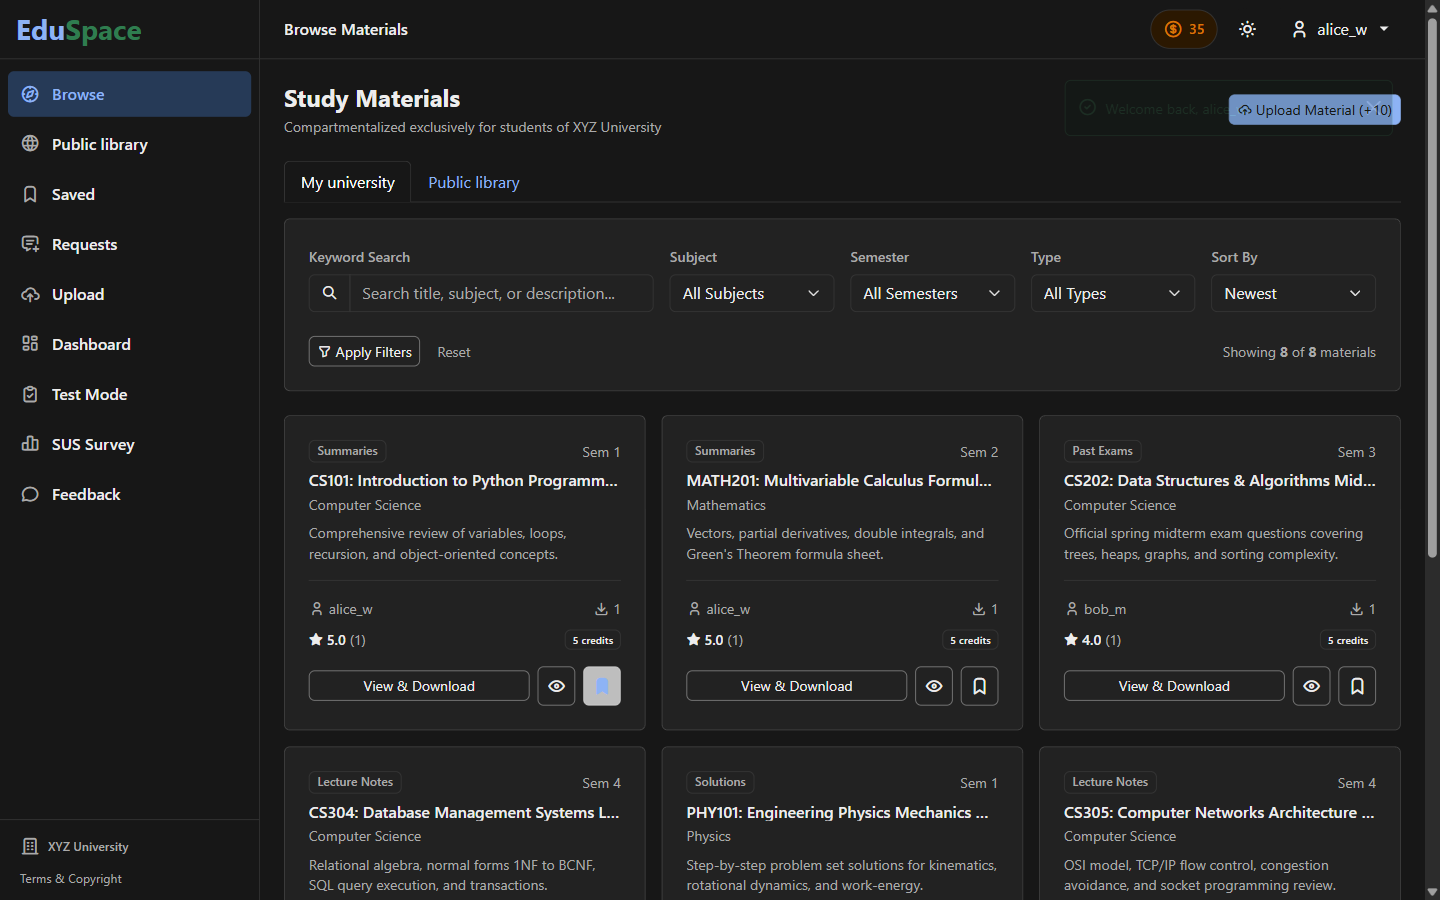 EduSpace
Browse Materials
35
alice_w
Browse
Public library
Saved
Requests
Upload
Dashboard
Test Mode
SUS Survey
Feedback
XYZ University
Terms & Copyright
Study Materials
Compartmentalized exclusively for students of XYZ University
Welcome back, alic
Upload Material (+10)
My university
Public library
Keyword Search
Subject
Semester
Type
Sort By
Search title, subject, or description...
All Subjects
All Semesters
All Types
Newest
Apply Filters
Reset
Showing 8 of 8 materials
Summaries
Sem 1
CS101: Introduction to Python Programm...
Computer Science
Comprehensive review of variables, loops,
recursion, and object-oriented concepts.
alice_w
1
5.0 (1)
5 credits
View & Download
Summaries
Sem 2
MATH201: Multivariable Calculus Formul...
Mathematics
Vectors, partial derivatives, double integrals, and
Green's Theorem formula sheet.
alice_w
1
5.0 (1)
5 credits
View & Download
Past Exams
Sem 3
CS202: Data Structures & Algorithms Mid...
Computer Science
Official spring midterm exam questions covering
trees, heaps, graphs, and sorting complexity.
bob_m
1
4.0 (1)
5 credits
View & Download
Lecture Notes
Sem 4
CS304: Database Management Systems L...
Computer Science
Relational algebra, normal forms 1NF to BCNF,
SQL query execution, and transactions.
Solutions
Sem 1
PHY101: Engineering Physics Mechanics ...
Physics
Step-by-step problem set solutions for kinematics,
rotational dynamics, and work-energy.
Lecture Notes
Sem 4
CS305: Computer Networks Architecture ...
Computer Science
OSI model, TCP/IP flow control, congestion
avoidance, and socket programming review.